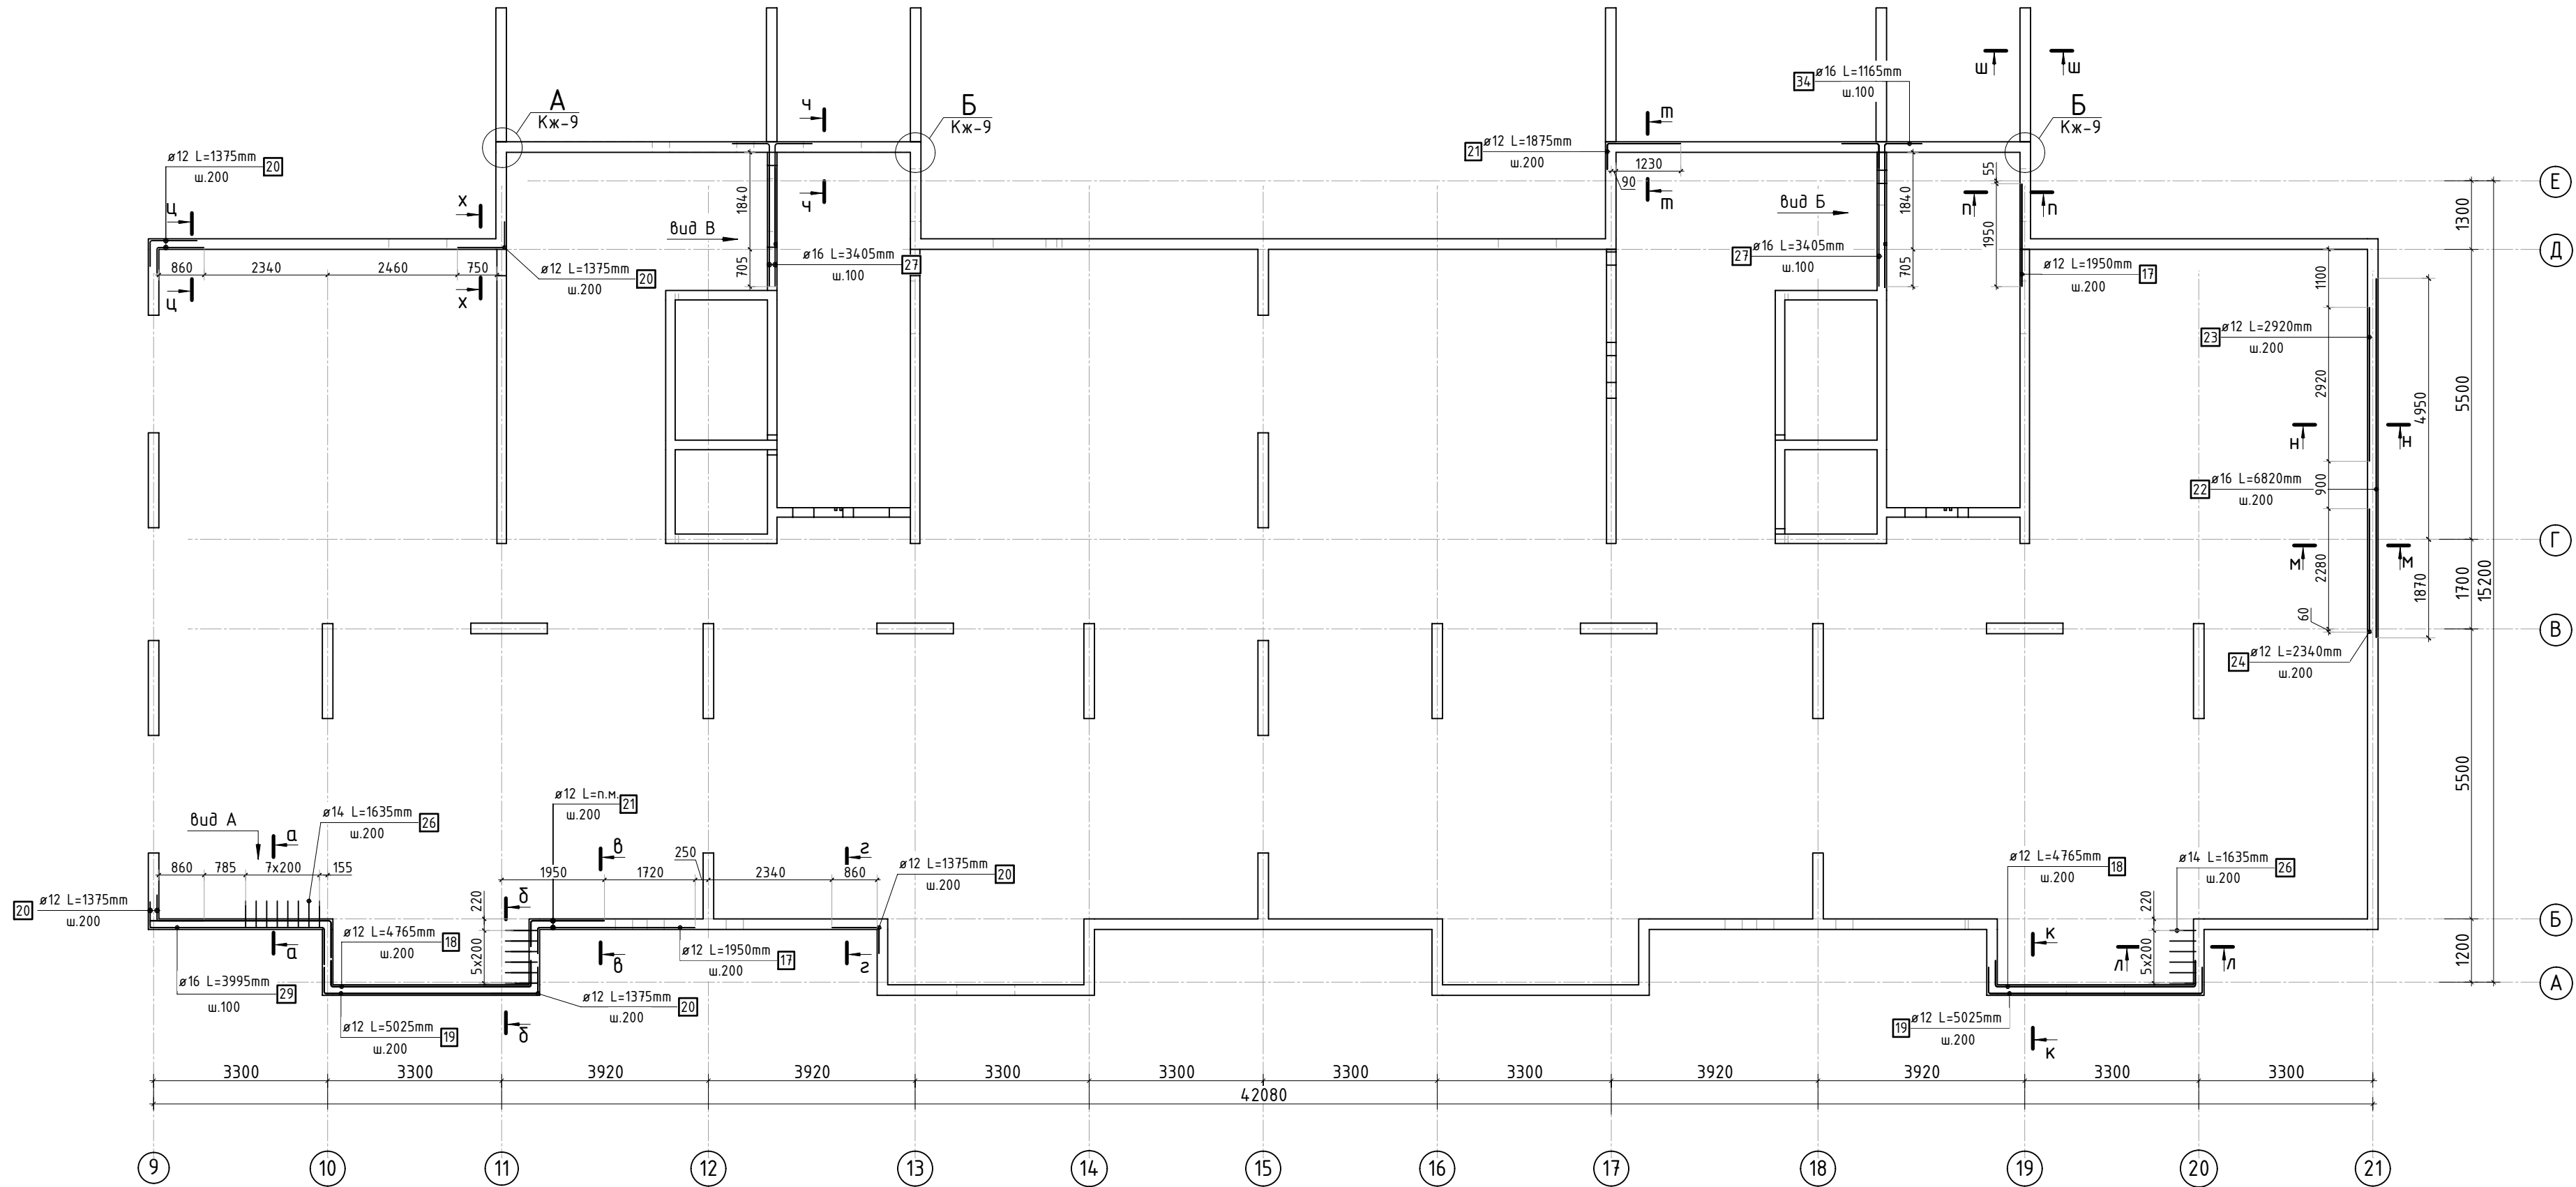 А
Кж-9
ч
Б
Кж-9
ø16 L=1165mm
34
ш.100
ш
ш
Б
Кж-9
т
ø12 L=1375mm
20
ш.200
ц
х
1840
ч
вид В
21
ø12 L=1875mm
ш.200
1230
90
т
вид Б
1840
55
1950
п
п
Е
1300
Д
860
2340
2460
750
ц
х
ø12 L=1375mm
20
ш.200
705
ø16 L=3405mm
27
ш.100
27
ø16 L=3405mm
ш.100
705
ø12 L=1950mm
17
ш.200
1100
23
ø12 L=2920mm
ш.200
2920
4950
5500
н
н
22
ø16 L=6820mm
ш.200
900
Г
м
м
2280
1870
1700
15200
60
В
24
ø12 L=2340mm
ш.200
5500
вид А
а
ø14 L=1635mm
26
ш.200
ø12 L=п.м.
21
ш.200
860
785
7х200
155
1950
в
1720
250
2340
г
860
ø12 L=1375mm
20
ш.200
ø12 L=4765mm
18
ш.200
ø14 L=1635mm
26
ш.200
20
ø12 L=1375mm
ш.200
220
б
220
Б
а
ø12 L=4765mm
18
ш.200
5х200
в
ø12 L=1950mm
17
ш.200
г
к
л
л
5х200
1200
А
ø16 L=3995mm
29
ш.100
ø12 L=1375mm
20
ш.200
ø12 L=5025mm
19
ш.200
б
19
ø12 L=5025mm
ш.200
к
3300
3300
3920
3920
3300
3300
3300
3300
3920
3920
3300
3300
42080
9
10
11
12
13
14
15
16
17
18
19
20
21